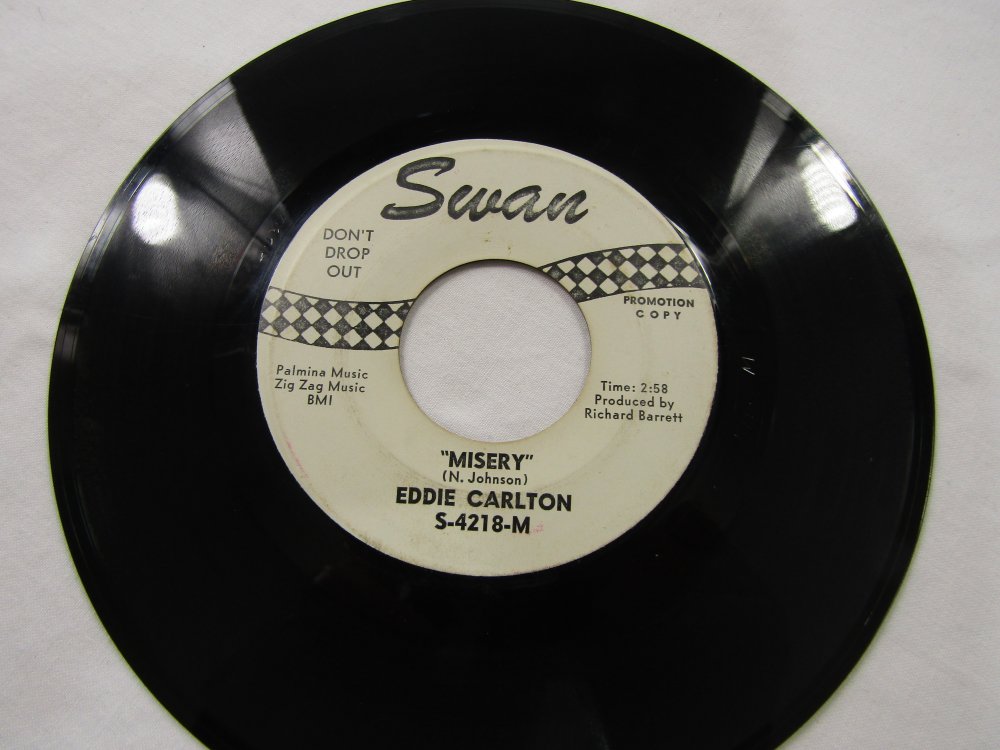 Swan
DON'T
DROP
OUT
PROMOTION
COPY
Palmina Music
Zig Zag Music
BMI
Time: 2:58
Produced by
Richard Barrett
"MISERY"
(N. Johnson)
EDDIE CARLTON
S-4218-M